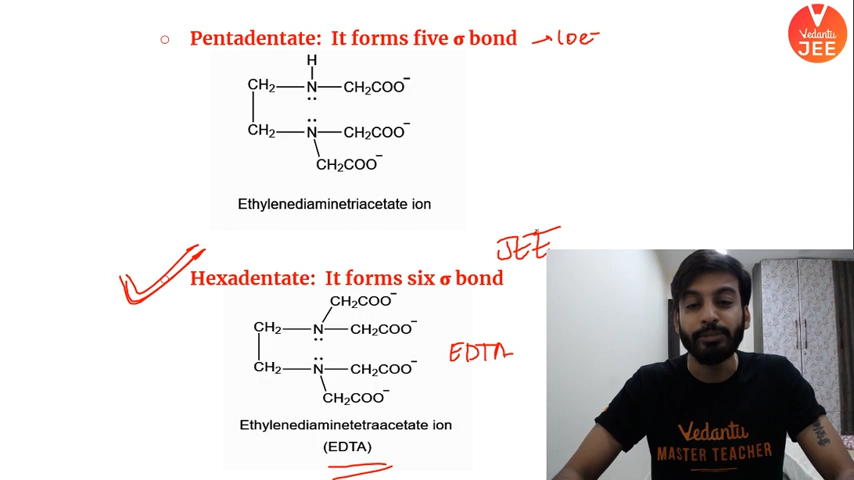 Pentadentate: It forms five σ bond → 10e⁻
Vedantu
JEE
H
CH₂ — N — CH₂COO⁻
CH₂ — N — CH₂COO⁻
CH₂COO⁻
Ethylenediaminetriacetate ion
JEE
Hexadentate: It forms six σ bond
CH₂COO⁻
CH₂ — N — CH₂COO⁻
EDTA
CH₂ — N — CH₂COO⁻
CH₂COO⁻
Ethylenediaminetetraacetate ion
(EDTA)
Vedantu
MASTER TEACHER